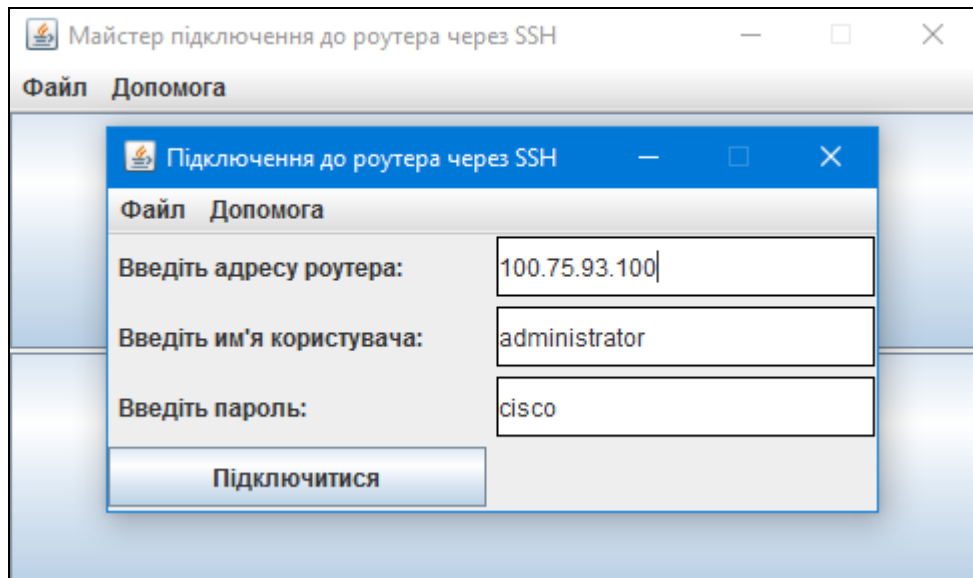 Майстер підключення до роутера через SSH
Файл Допомога
Підключення до роутера через SSH
Файл Допомога
Введіть адресу роутера: 100.75.93.100
Введіть им'я користувача: administrator
Введіть пароль: cisco
Підключитися